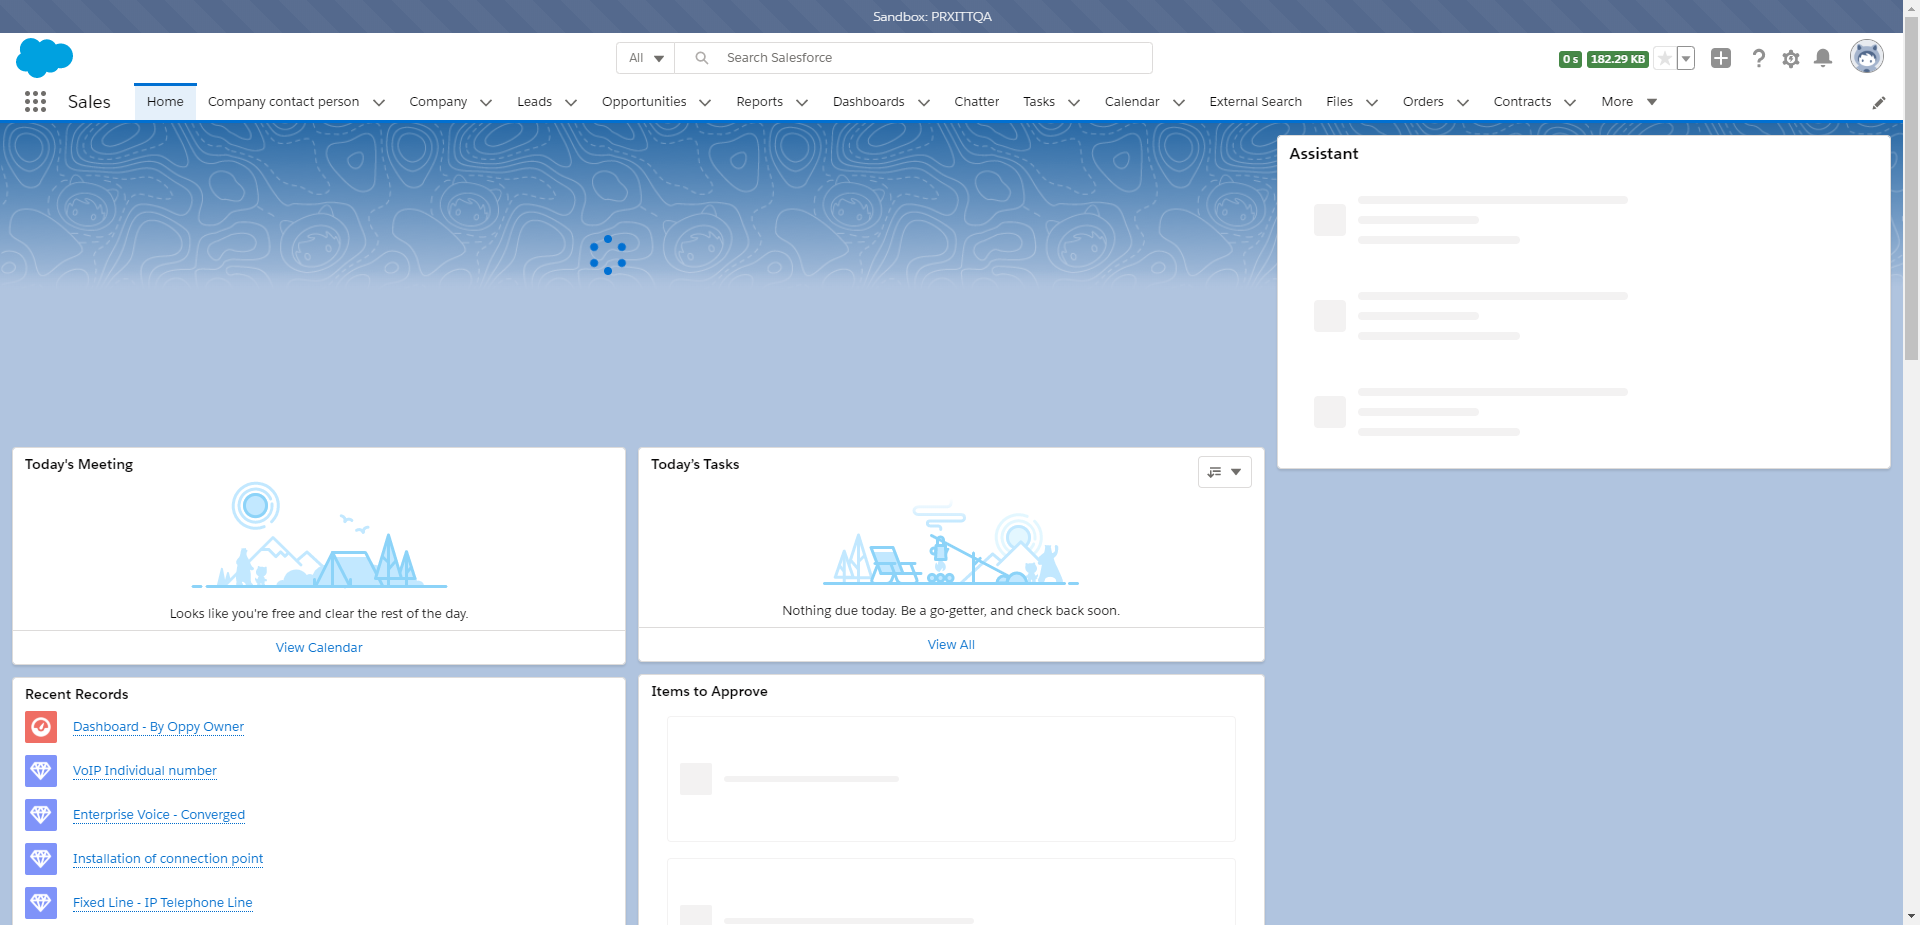 Sandbox: PRXITTQA
All
Search Salesforce
0 s
182.29 KB
Sales
Home
Company contact person
Company
Leads
Opportunities
Reports
Dashboards
Chatter
Tasks
Calendar
External Search
Files
Orders
Contracts
More
Assistant
Today's Meeting
Looks like you're free and clear the rest of the day.
View Calendar
Today’s Tasks
Nothing due today. Be a go-getter, and check back soon.
View All
Recent Records
Dashboard - By Oppy Owner
VoIP Individual number
Enterprise Voice - Converged
Installation of connection point
Fixed Line - IP Telephone Line
Items to Approve